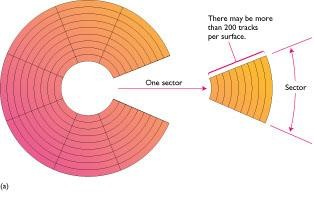 There may be more
than 200 tracks
per surface.
One sector
Sector
(a)